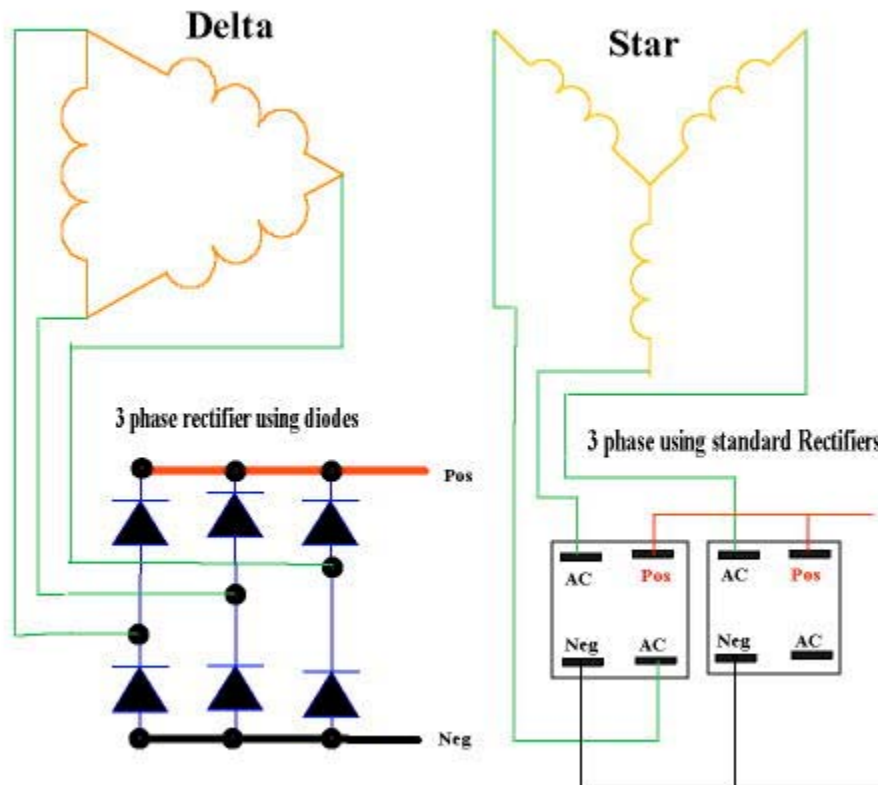 Delta
Star
3 phase rectifier using diodes
3 phase using standard Rectifiers
Pos
AC
Pos
AC
Pos
Neg
AC
Neg
AC
Neg